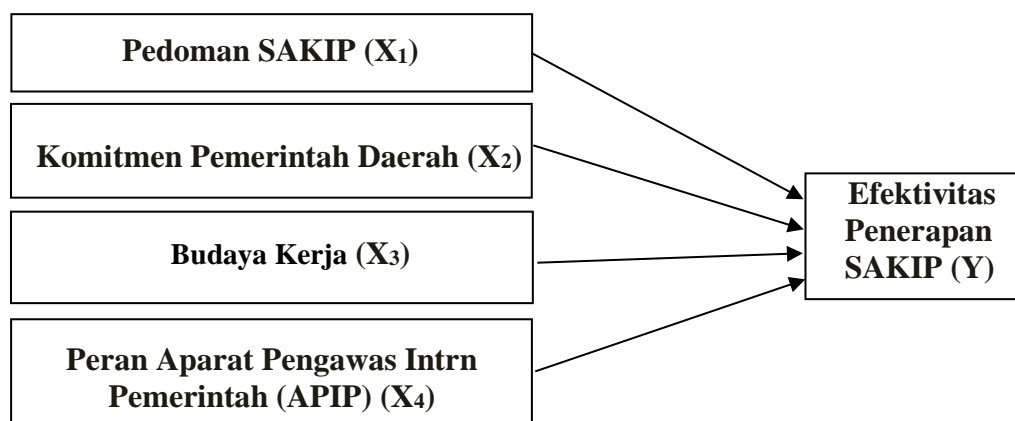 Pedoman SAKIP (X1)
Komitmen Pemerintah Daerah (X2)
Budaya Kerja (X3)
Peran Aparat Pengawas Intrn
Pemerintah (APIP) (X4)
Efektivitas
Penerapan
SAKIP (Y)